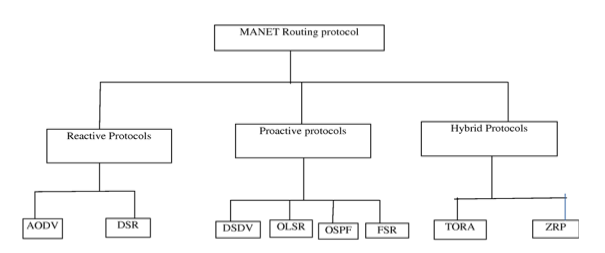 MANET Routing protocol
Reactive Protocols
Proactive protocols
Hybrid Protocols
AODV
DSR
DSDV
OLSR
OSPF
FSR
TORA
ZRP